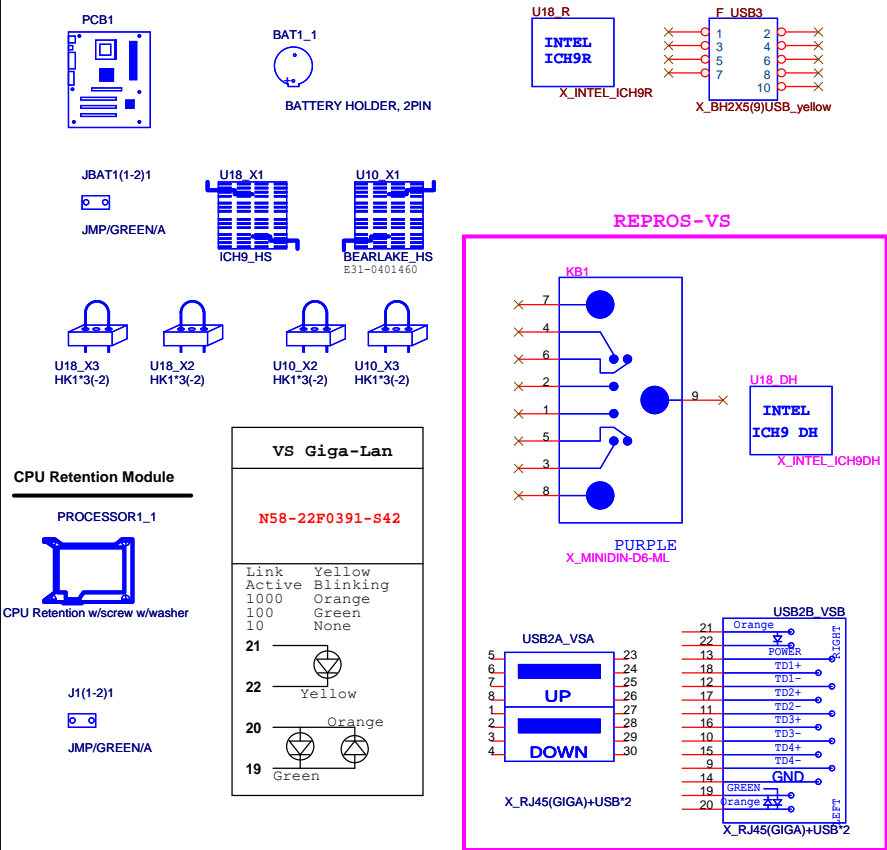 PCB1
BAT1_1
BATTERY HOLDER, 2PIN
U18_R
INTEL
ICH9R
X_INTEL_ICH9R
F_USB3
1 2
3 4
5 6
7 8
10
X_BH2X5(9)USB_yellow
JBAT1(1-2)1
JMP/GREEN/A
U18_X1
ICH9_HS
U10_X1
BEARLAKE_HS
E31-0401460
U18_X3
HK1*3(-2)
U18_X2
HK1*3(-2)
U10_X2
HK1*3(-2)
U10_X3
HK1*3(-2)
CPU Retention Module
PROCESSOR1_1
CPU Retention w/screw w/washer
J1(1-2)1
JMP/GREEN/A
VS Giga-Lan
N58-22F0391-S42
Link Yellow
Active Blinking
1000 Orange
100 Green
10 None
21
22
Yellow
20
Orange
19
Green
REPROS-VS
KB1
7
4
6
2
1
5
3
8
9
PURPLE
X_MINIDIN-D6-ML
U18_DH
INTEL
ICH9 DH
X_INTEL_ICH9DH
USB2A_VSA
5 23
6 24
7 25
8 26
UP
1 27
2 28
3 29
4 30
DOWN
X_RJ45(GIGA)+USB*2
USB2B_VSB
21 Orange
22
RIGHT
13 POWER
18 TD1+
12 TD1-
17 TD2+
11 TD2-
16 TD3+
10 TD3-
15 TD4+
9 TD4-
14 GND
19 GREEN
20 Orange
LEFT
X_RJ45(GIGA)+USB*2